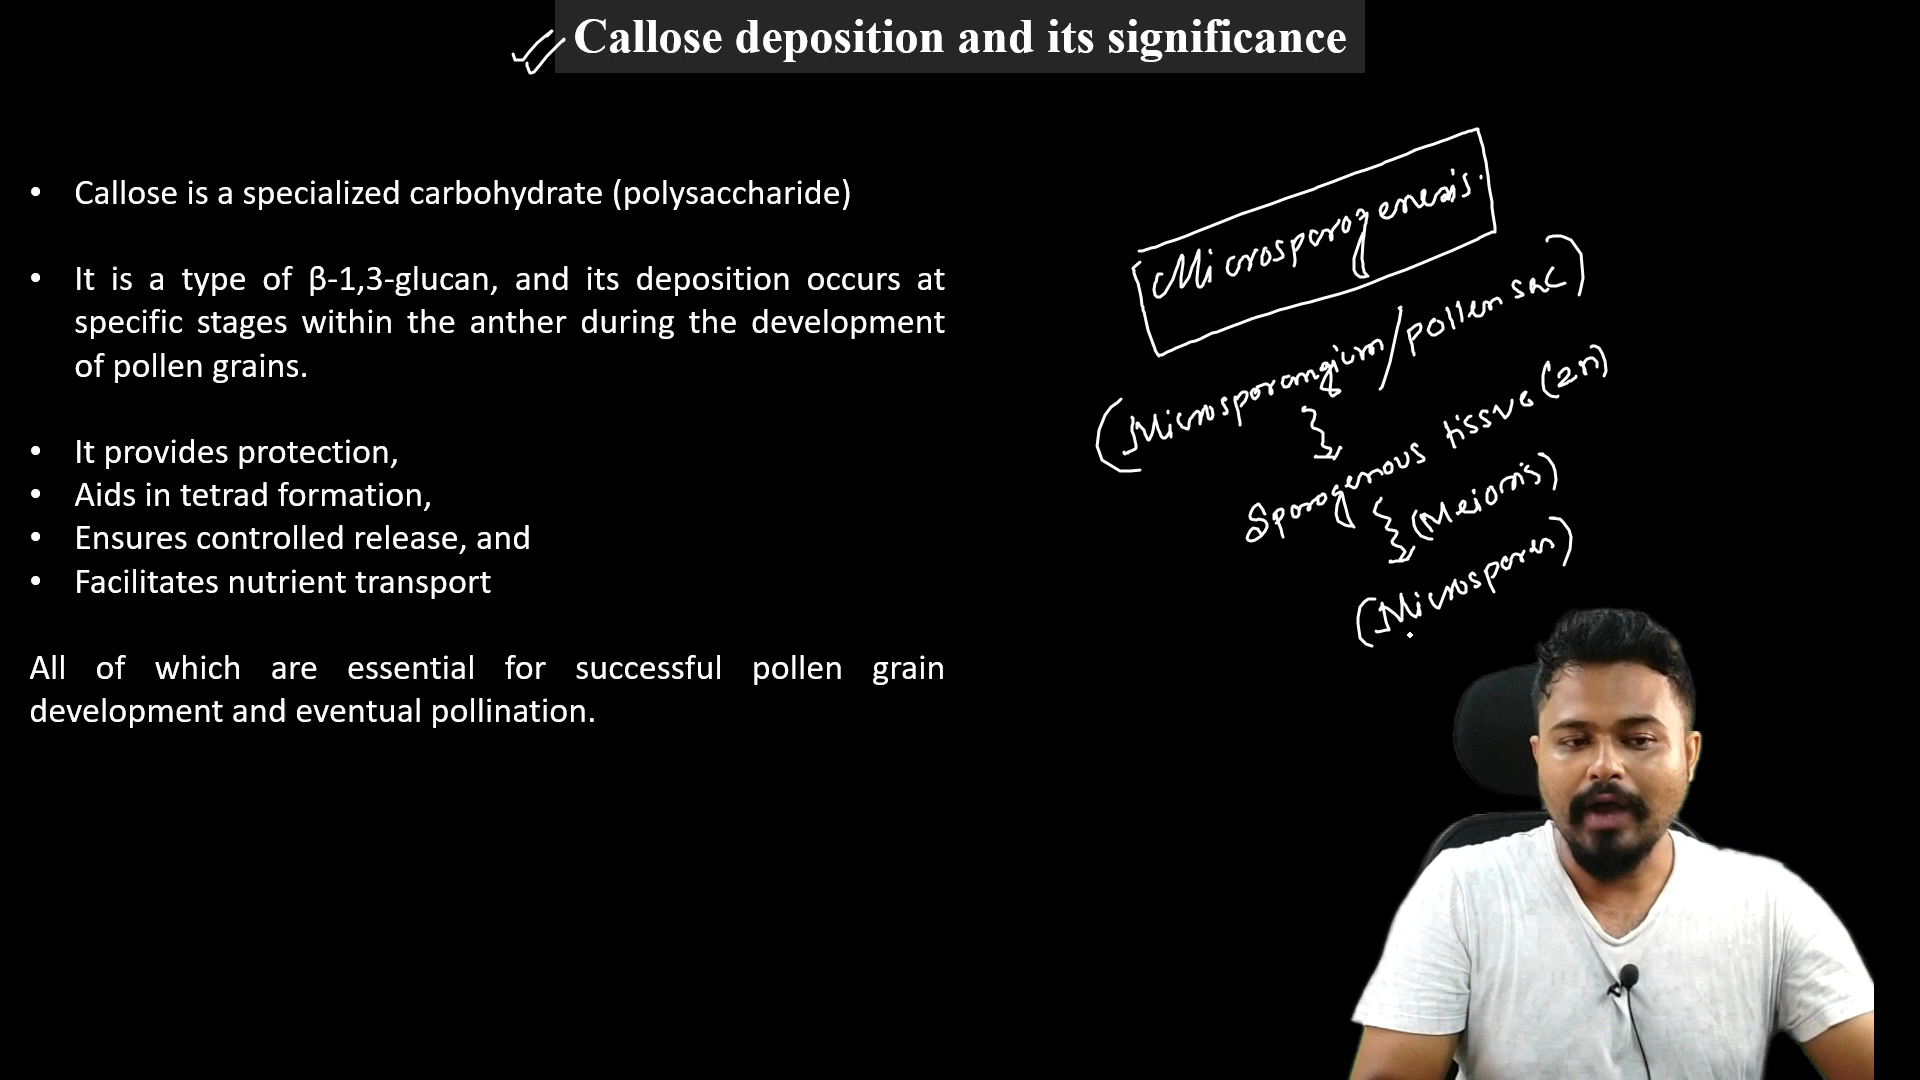 Callose deposition and its significance
• Callose is a specialized carbohydrate (polysaccharide)
• It is a type of β-1,3-glucan, and its deposition occurs at
specific stages within the anther during the development
of pollen grains.
• It provides protection,
• Aids in tetrad formation,
• Ensures controlled release, and
• Facilitates nutrient transport
All of which are essential for successful pollen grain
development and eventual pollination.
Microsporogenesis.
(Microsporangium/pollen sac)
Sporogenous tissue (2n)
(Meiosis)
(Microspores)